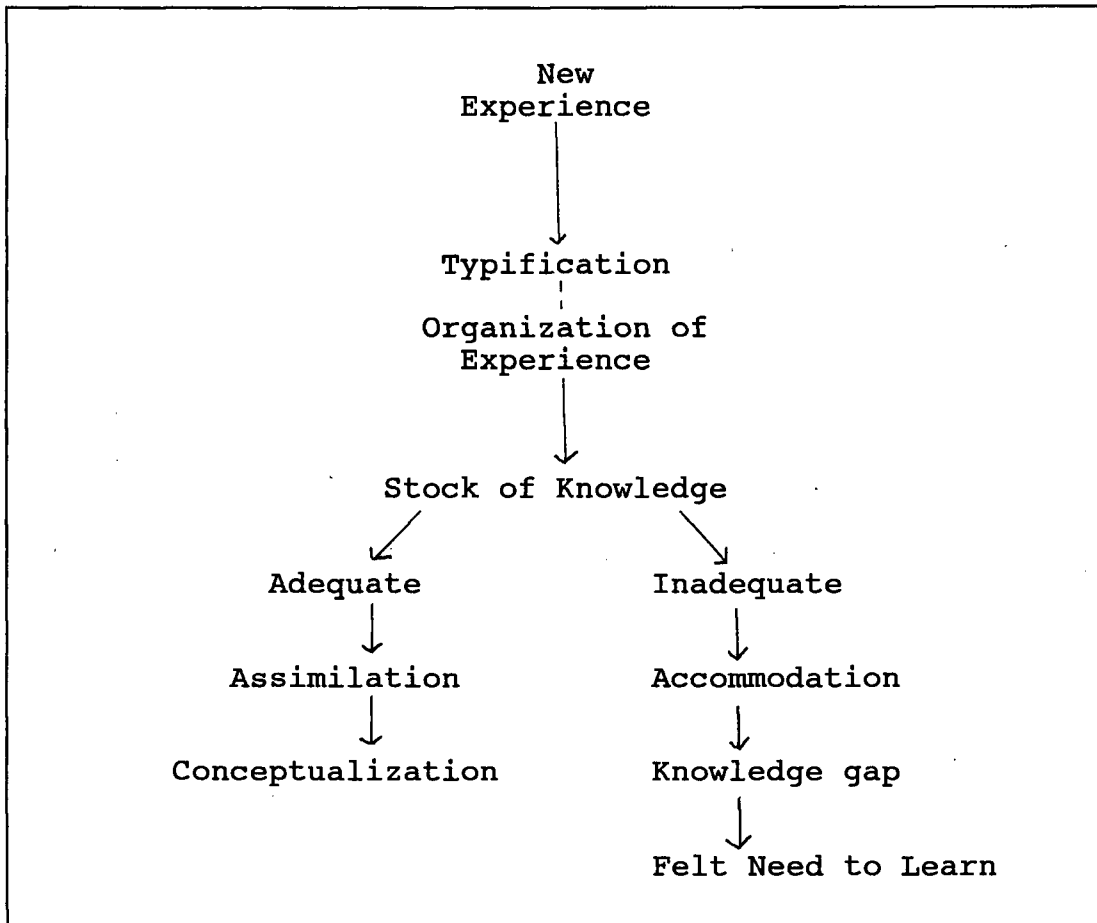 New
Experience
Typification
Organization of
Experience
Stock of Knowledge
Adequate
Inadequate
Assimilation
Accommodation
Conceptualization
Knowledge gap
Felt Need to Learn